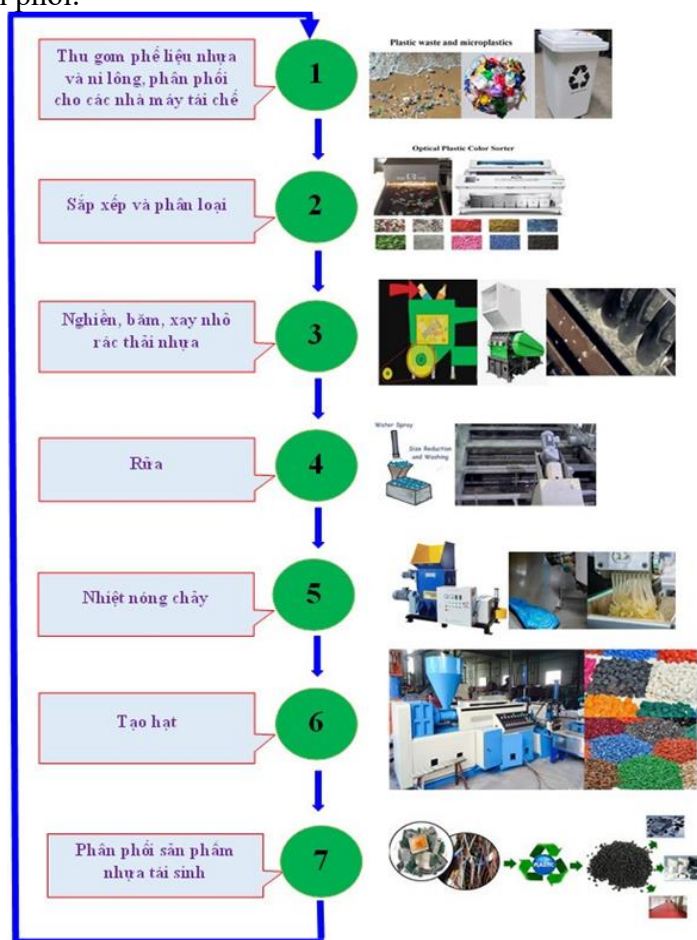 n phối.
Thu gom phế liệu nhựa
và ni lông, phân phối
cho các nhà máy tái chế
1
Plastic waste and microplastics
Optical Plastic Color Sorter
Sắp xếp và phân loại
2
Nghiền, băm, xay nhỏ
rác thải nhựa
3
Water Spray
Size Reduction
and Washing
Rửa
4
Nhiệt nóng chảy
5
Tạo hạt
6
Phân phối sản phẩm
nhựa tái sinh
7
PLASTIC